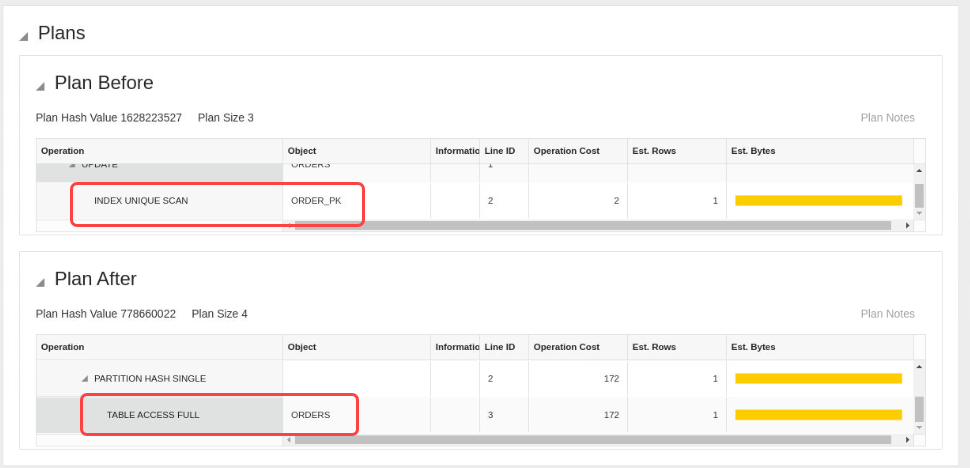 Plans
Plan Before
Plan Hash Value 1628223527 Plan Size 3 Plan Notes
Operation Object Informatio Line ID Operation Cost Est. Rows Est. Bytes
UPDATE ORDERS 1
INDEX UNIQUE SCAN ORDER_PK 2 2 1
Plan After
Plan Hash Value 778660022 Plan Size 4 Plan Notes
Operation Object Informatio Line ID Operation Cost Est. Rows Est. Bytes
PARTITION HASH SINGLE 2 172 1
TABLE ACCESS FULL ORDERS 3 172 1